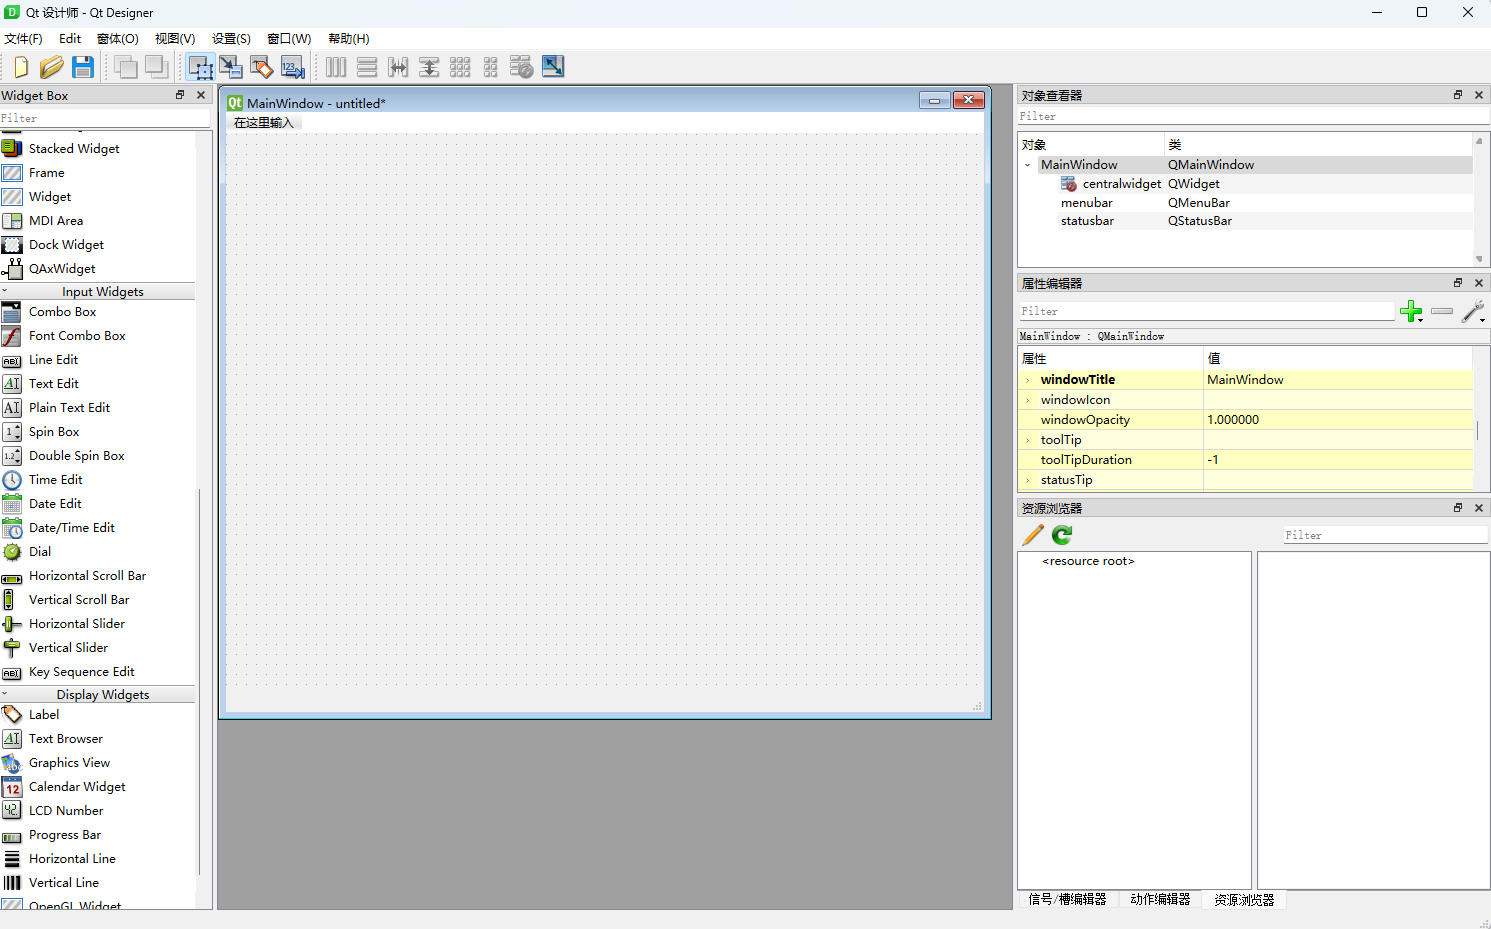 Qt 设计师 - Qt Designer
文件(F) Edit 窗体(O) 视图(V) 设置(S) 窗口(W) 帮助(H)
Widget Box
Filter
Stacked Widget
Frame
Widget
MDI Area
Dock Widget
QAxWidget
Input Widgets
Combo Box
Font Combo Box
Line Edit
Text Edit
Plain Text Edit
Spin Box
Double Spin Box
Time Edit
Date Edit
Date/Time Edit
Dial
Horizontal Scroll Bar
Vertical Scroll Bar
Horizontal Slider
Vertical Slider
Key Sequence Edit
Display Widgets
Label
Text Browser
Graphics View
Calendar Widget
LCD Number
Progress Bar
Horizontal Line
Vertical Line
OpenGL Widget
MainWindow - untitled*
在这里输入
对象查看器
Filter
对象 类
MainWindow QMainWindow
centralwidget QWidget
menubar QMenuBar
statusbar QStatusBar
属性编辑器
Filter
MainWindow : QMainWindow
属性 值
windowTitle MainWindow
windowIcon
windowOpacity 1.000000
toolTip
toolTipDuration -1
statusTip
资源浏览器
Filter
<resource root>
信号/槽编辑器 动作编辑器 资源浏览器